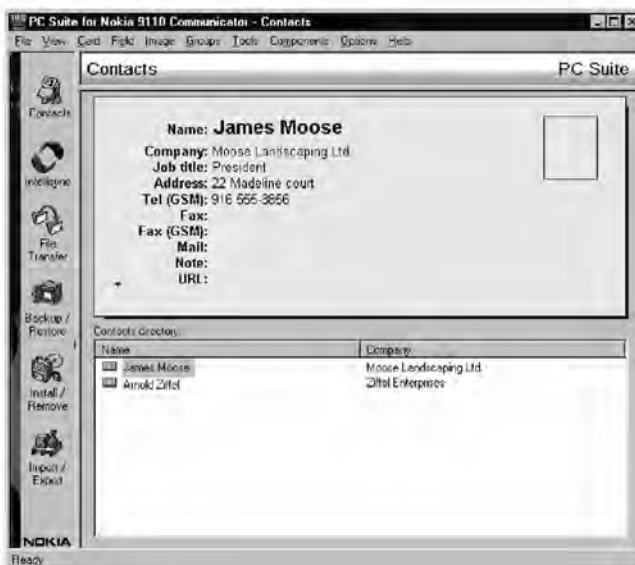 PC Suite for Nokia 9110 Communicator - Contacts
File View Card Field Image Groups Tools Components Options Help
Contacts PC Suite
Contacts
Intellisync
File
Transfer
Backup /
Restore
Install /
Remove
Import /
Export
NOKIA
Name: James Moose
Company: Moose Landscaping Ltd.
Job title: President
Address: 22 Madeline court
Tel (GSM): 916 555-3856
Fax:
Fax (GSM):
Mail:
Note:
URL:
Contacts directory:
Name Company
James Moose Moose Landscaping Ltd.
Arnold Ziffel Ziffel Enterprises
Ready